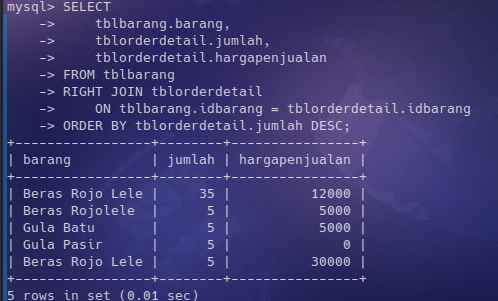 mysql> SELECT
    ->     tblbarang.barang,
    ->     tblorderdetail.jumlah,
    ->     tblorderdetail.hargapenjualan
    -> FROM tblbarang
    -> RIGHT JOIN tblorderdetail
    ->     ON tblbarang.idbarang = tblorderdetail.idbarang
    -> ORDER BY tblorderdetail.jumlah DESC;
+-----------------+--------+----------------+
| barang          | jumlah | hargapenjualan |
+-----------------+--------+----------------+
| Beras Rojo Lele |     35 |          12000 |
| Beras Rojolele  |      5 |           5000 |
| Gula Batu       |      5 |           5000 |
| Gula Pasir      |      5 |              0 |
| Beras Rojo Lele |      5 |          30000 |
+-----------------+--------+----------------+
5 rows in set (0.01 sec)